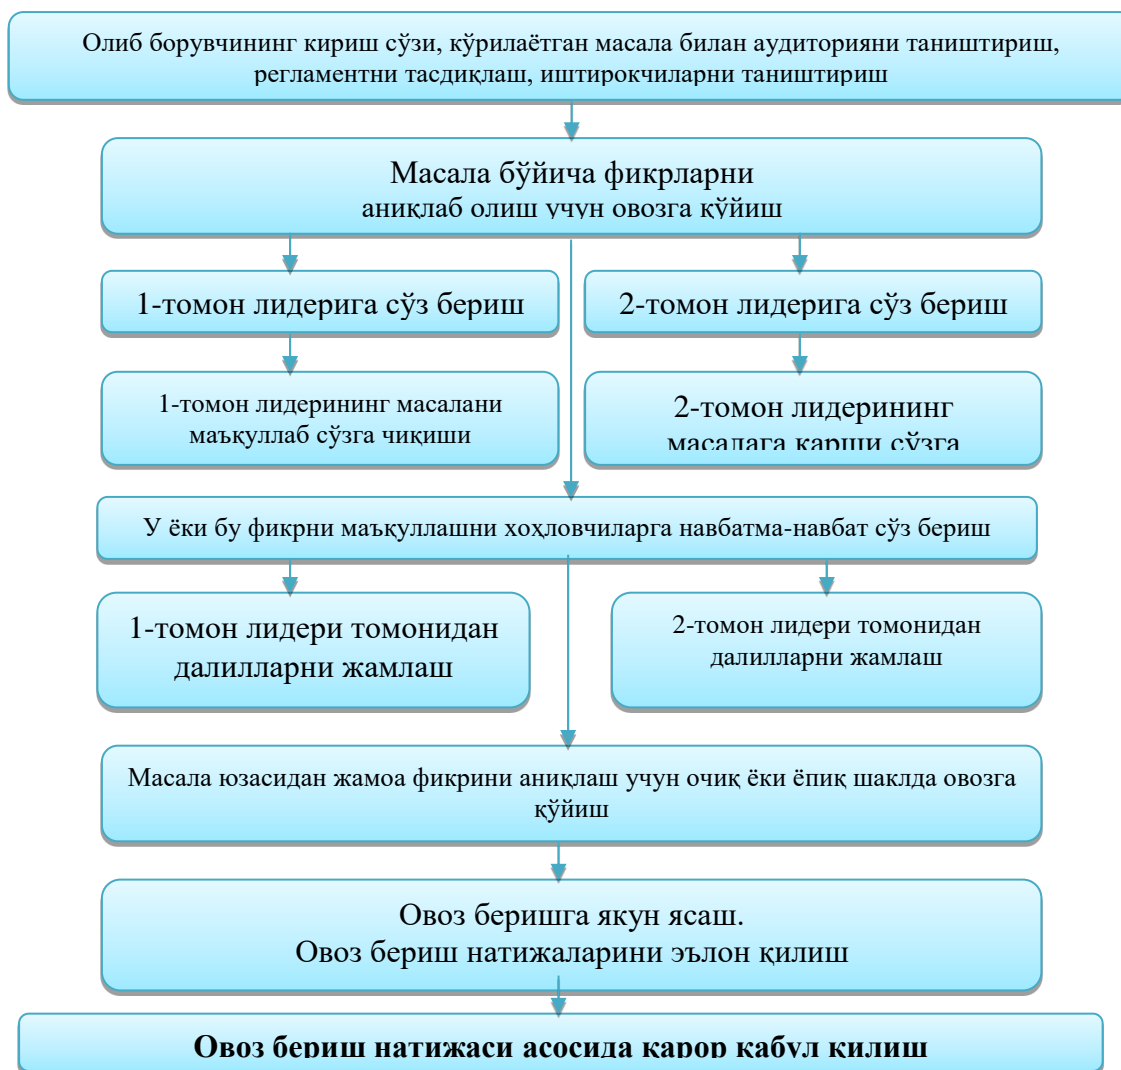 Олиб борувчининг кириш сўзи, кўрилаётган масала билан аудиторияни таништириш,
регламентни тасдиқлаш, иштирокчиларни таништириш
Масала бўйича фикрларни
аниқлаб олиш учун овозга қўйиш
1-томон лидерига сўз бериш
2-томон лидерига сўз бериш
1-томон лидерининг масалани
маъқуллаб сўзга чиқиши
2-томон лидерининг
масалага қарши сўзга
У ёки бу фикрни маъқуллашни хоҳловчиларга навбатма-навбат сўз бериш
1-томон лидери томонидан
далилларни жамлаш
2-томон лидери томонидан
далилларни жамлаш
Масала юзасидан жамоа фикрини аниқлаш учун очиқ ёки ёпиқ шаклда овозга
қўйиш
Овоз беришга якун ясаш.
Овоз бериш натижаларини эълон қилиш
Овоз бериш натижаси асосида қарор қабул қилиш